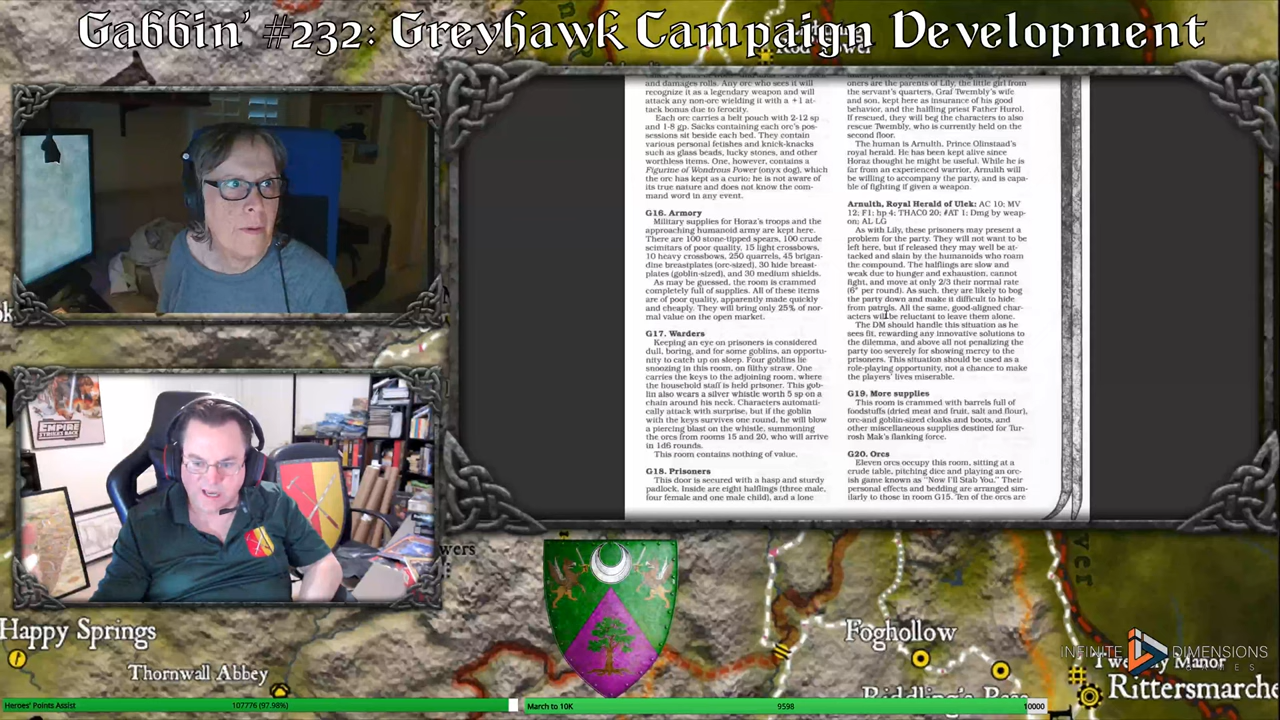 Gabbin' #232: Greyhawk Campaign Development
and damages rolls. Any orc who sees it will
recognize it as a legendary weapon and will
attack any non-orc wielding it with a +1 at-
tack bonus due to ferocity.
Each orc carries a belt pouch with 2-12 sp
and 1-8 gp. Sacks containing each orc's pos-
sessions sit beside each bed. They contain
various personal fetishes and knick-knacks
such as glass beads, lucky stones, and other
worthless items. One, however, contains a
Figurine of Wondrous Power (onyx dog), which
the orc has kept as a curio; he is not aware of
its true nature and does not know the com-
mand word in any event.
G16. Armory
Military supplies for Horaz's troops and the
approaching humanoid army are kept here.
There are 100 stone-tipped spears, 100 crude
scimitars of poor quality, 15 light crossbows,
10 heavy crossbows, 250 quarrels, 45 brigan-
dine breastplates (orc-sized), 30 hide breast-
plates (goblin-sized), and 30 medium shields.
As may be guessed, the room is crammed
completely full of supplies. All of these items
are of poor quality, apparently made quickly
and cheaply. They will bring only 25% of nor-
mal value on the open market.
G17. Warders
Keeping an eye on prisoners is considered
dull, boring, and for some goblins, an opportu-
nity to catch up on sleep. Four goblins lie
snoozing in this room, on filthy straw. One
carries the keys to the adjoining room, where
the household staff is held prisoner. This gob-
lin also wears a silver whistle worth 5 sp on a
chain around his neck. Characters automati-
cally attack with surprise, but if the goblin
with the keys survives one round, he will blow
a piercing blast on the whistle, summoning
the orcs from rooms 15 and 20, who will arrive
in 1d6 rounds.
This room contains nothing of value.
G18. Prisoners
This door is secured with a hasp and sturdy
padlock. Inside are eight halflings (three male,
four female and one male child), and a lone
oners are the parents of Lily, the little girl from
the servant's quarters, Graf Twembly's wife
and son, kept here as insurance of his good
behavior, and the halfling priest Father Hurol.
If rescued, they will beg the characters to also
rescue Twembly, who is currently held on the
second floor.
The human is Arnulth, Prince Olinstaad's
royal herald. He has been kept alive since
Horaz thought he might be useful. While he is
far from an experienced warrior, Arnulth will
be willing to accompany the party, and is capa-
ble of fighting if given a weapon.
Arnulth, Royal Herald of Ulek: AC 10; MV
12; F1; hp 4; THAC0 20; #AT 1; Dmg by weap-
on; AL LG
As with Lily, these prisoners may present a
problem for the party. They will not want to be
left here, but if released they may well be at-
tacked and slain by the humanoids who roam
the compound. The halflings are slow and
weak due to hunger and exhaustion, cannot
fight, and move at only 2/3 their normal rate
(6" per round). As such, they are likely to bog
the party down and make it difficult to hide
from patrols. All the same, good-aligned char-
acters will be reluctant to leave them alone.
The DM should handle this situation as he
sees fit, rewarding any innovative solutions to
the dilemma, and above all not penalizing the
party too severely for showing mercy to the
prisoners. This situation should be used as a
role-playing opportunity, not a chance to make
the players' lives miserable.
G19. More supplies
This room is crammed with barrels full of
foodstuffs (dried meat and fruit, salt and flour),
orc-and goblin-sized cloaks and boots, and
other miscellaneous supplies destined for Tur-
rosh Mak's flanking force.
G20. Orcs
Eleven orcs occupy this room, sitting at a
crude table, pitching dice and playing an orc-
ish game known as "Now I'll Stab You." Their
personal effects and bedding are arranged sim-
ilarly to those in room G15. Ten of the orcs are
EMPIRE
STRIKES BACK
Happy Springs
Thornwall Abbey
Foghollow
INFINITE DIMENSIONS
GAMES
Manor
Rittersmarche
Heroes' Points Assist
107776 (97.98%)
March to 10K
9598
10000